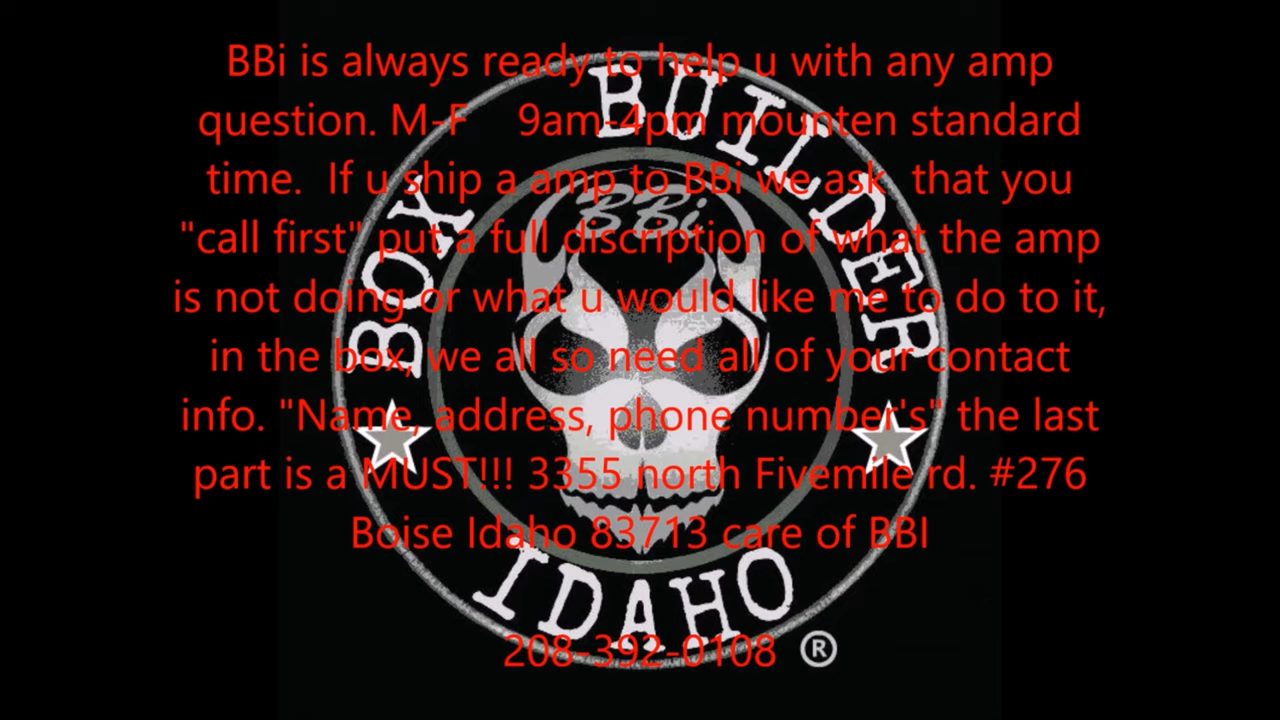 BBi is always ready to help u with any amp
question. M-F    9am-4pm mounten standard
time.  If u ship a amp to BBi we ask  that you
"call first" put a full discription of what the amp
is not doing or what u would like me to do to it,
in the box, we all so need all of your contact
info. "Name, address, phone number's" the last
part is a MUST!!! 3355 north Fivemile rd. #276
Boise Idaho 83713 care of BBI
208-392-0108
BOX BUILDER
BBi
IDAHO
®